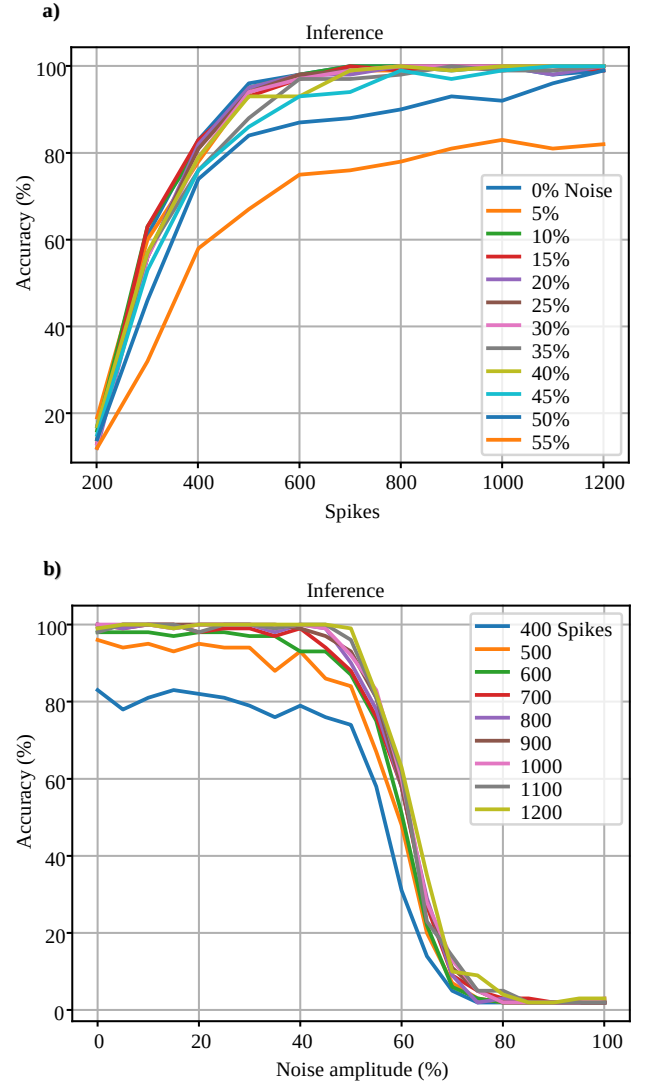 a)
Inference
100
80
60
40
20
Accuracy (%)
0% Noise
5%
10%
15%
20%
25%
30%
35%
40%
45%
50%
55%
200 400 600 800 1000 1200
Spikes
b)
Inference
100
80
60
40
20
0
Accuracy (%)
400 Spikes
500
600
700
800
900
1000
1100
1200
0 20 40 60 80 100
Noise amplitude (%)